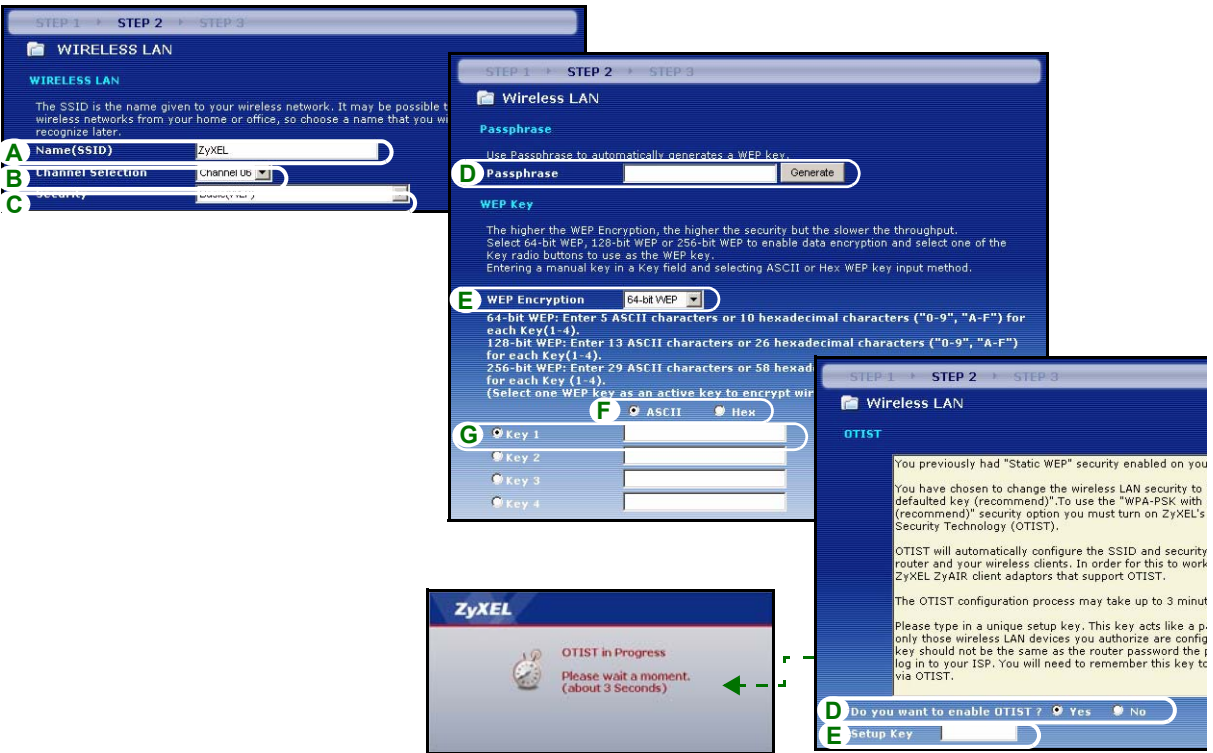 STEP 1 STEP 2 STEP 3
WIRELESS LAN
WIRELESS LAN
The SSID is the name given to your wireless network. It may be possible t
wireless networks from your home or office, so choose a name that you wi
recognize later.
A Name(SSID) ZyXEL
B Channel Selection Channel 06
C Security Basic(WEP)
STEP 1 STEP 2 STEP 3
Wireless LAN
Passphrase
Use Passphrase to automatically generates a WEP key.
D Passphrase Generate
WEP Key
The higher the WEP Encryption, the higher the security but the slower the throughput.
Select 64-bit WEP, 128-bit WEP or 256-bit WEP to enable data encryption and select one of the
Key radio buttons to use as the WEP key.
Entering a manual key in a Key field and selecting ASCII or Hex WEP key input method.
E WEP Encryption 64-bit WEP
64-bit WEP: Enter 5 ASCII characters or 10 hexadecimal characters ("0-9", "A-F") for
each Key(1-4).
128-bit WEP: Enter 13 ASCII characters or 26 hexadecimal characters ("0-9", "A-F")
for each Key(1-4).
256-bit WEP: Enter 29 ASCII characters or 58 hexad
for each Key (1-4).
(Select one WEP key as an active key to encrypt wir
F ASCII Hex
G Key 1
Key 2
Key 3
Key 4
STEP 1 STEP 2 STEP 3
Wireless LAN
OTIST
You previously had "Static WEP" security enabled on you
You have chosen to change the wireless LAN security to
defaulted key (recommend)".To use the "WPA-PSK with
(recommend)" security option you must turn on ZyXEL's
Security Technology (OTIST).
OTIST will automatically configure the SSID and security
router and your wireless clients. In order for this to work
ZyXEL ZyAIR client adaptors that support OTIST.
The OTIST configuration process may take up to 3 minut
Please type in a unique setup key. This key acts like a pa
only those wireless LAN devices you authorize are config
key should not be the same as the router password the p
log in to your ISP. You will need to remember this key to
via OTIST.
D Do you want to enable OTIST ? Yes No
E Setup Key
ZyXEL
OTIST in Progress
Please wait a moment.
(about 3 Seconds)